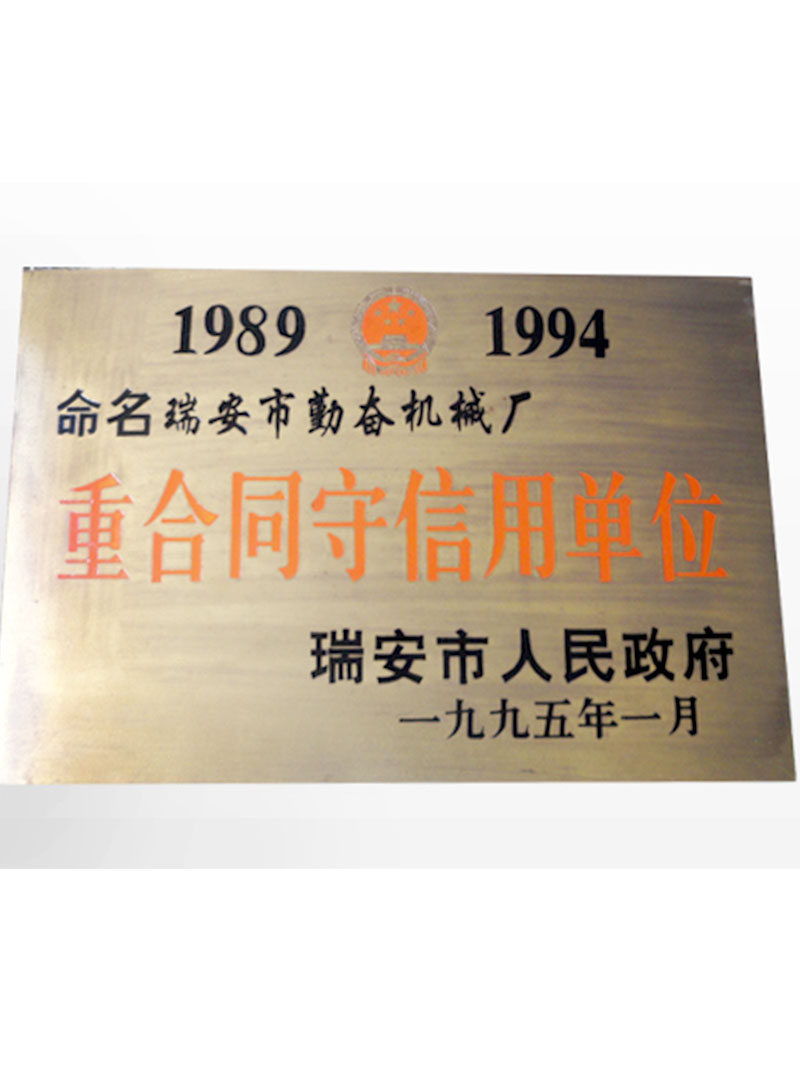 1989 1994
命名瑞安市勤奋机械厂
重合同守信用单位
瑞安市人民政府
一九九五年一月